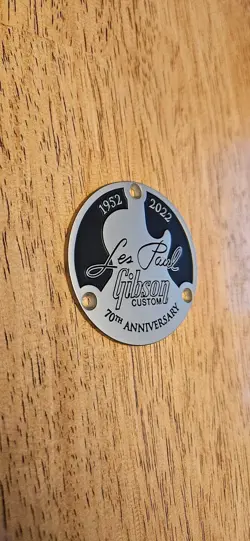 1952 2022
Les Paul
Gibson
CUSTOM
70TH ANNIVERSARY